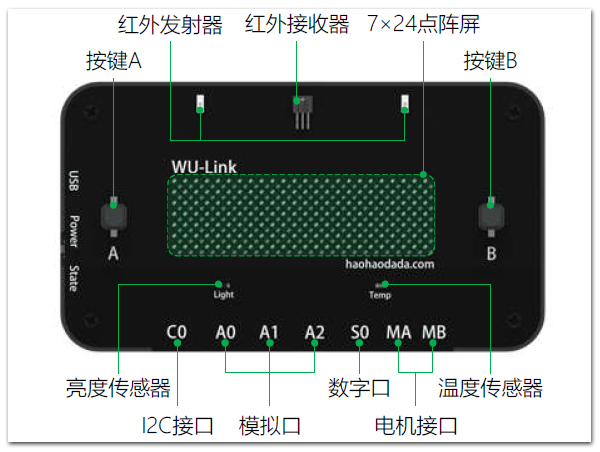 红外发射器 红外接收器 7×24点阵屏
按键A 按键B
WU-Link
USB
Power
State
A
B
haohaodada.com
Light
Temp
C0 A0 A1 A2 S0 MA MB
亮度传感器 数字口 温度传感器
I2C接口 模拟口 电机接口